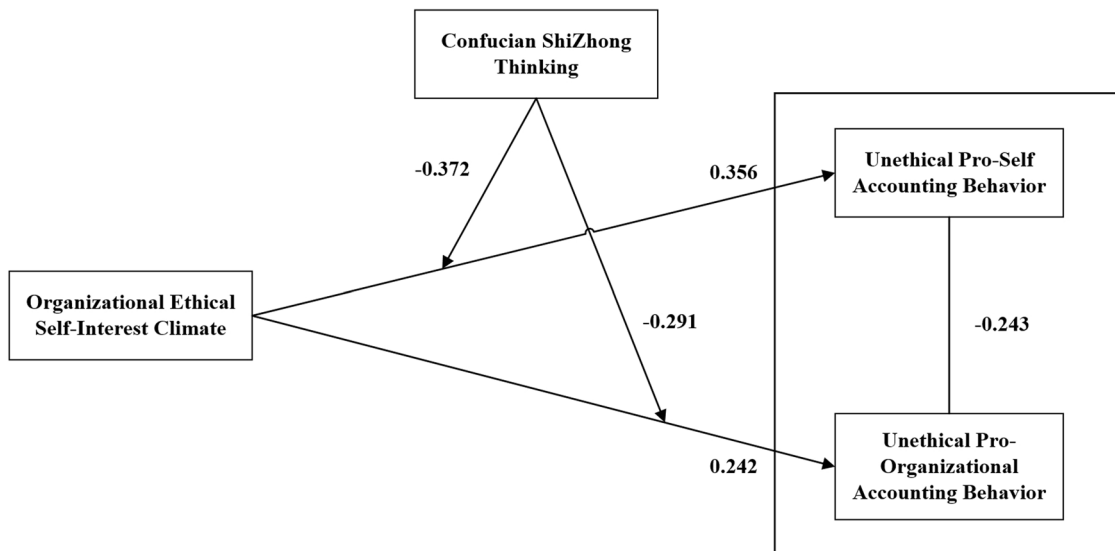 Confucian ShiZhong
Thinking
-0.372
0.356
Unethical Pro-Self
Accounting Behavior
Organizational Ethical
Self-Interest Climate
-0.291
-0.243
0.242
Unethical Pro-
Organizational
Accounting Behavior